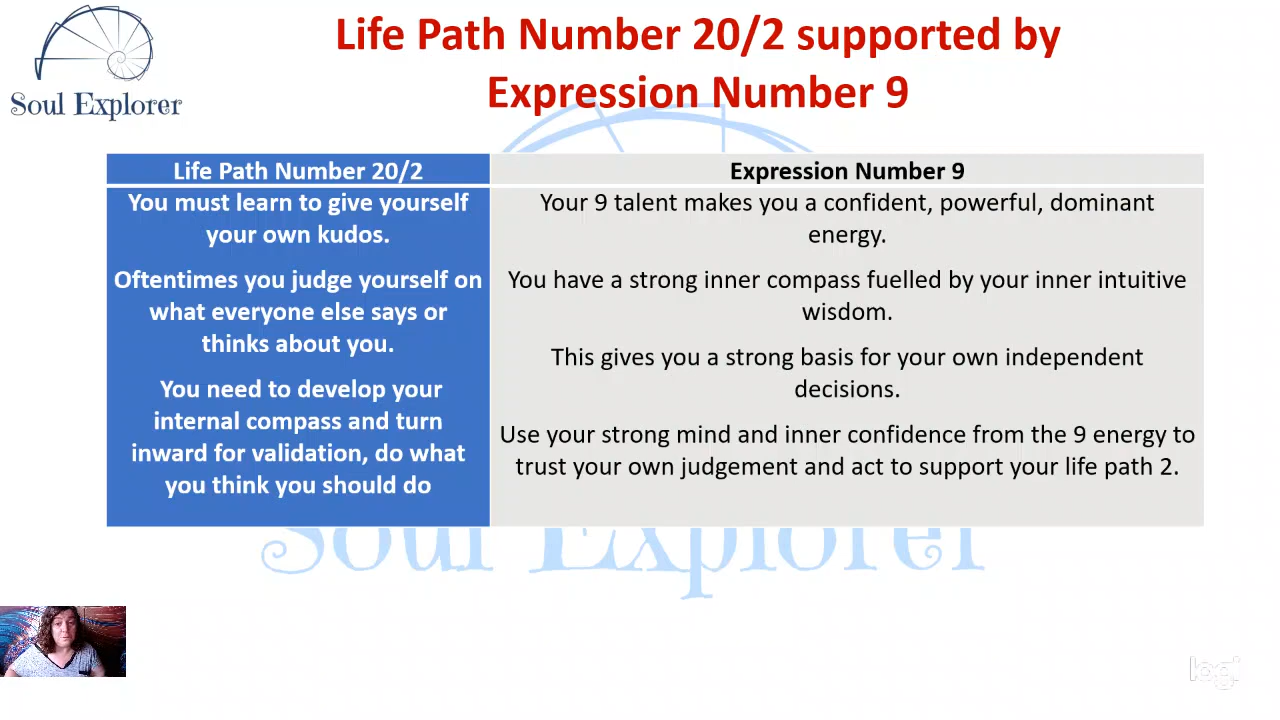 Soul Explorer
Life Path Number 20/2 supported by
Expression Number 9
Life Path Number 20/2
You must learn to give yourself
your own kudos.
Oftentimes you judge yourself on
what everyone else says or
thinks about you.
You need to develop your
internal compass and turn
inward for validation, do what
you think you should do
Expression Number 9
Your 9 talent makes you a confident, powerful, dominant
energy.
You have a strong inner compass fuelled by your inner intuitive
wisdom.
This gives you a strong basis for your own independent
decisions.
Use your strong mind and inner confidence from the 9 energy to
trust your own judgement and act to support your life path 2.
Soul Explorer